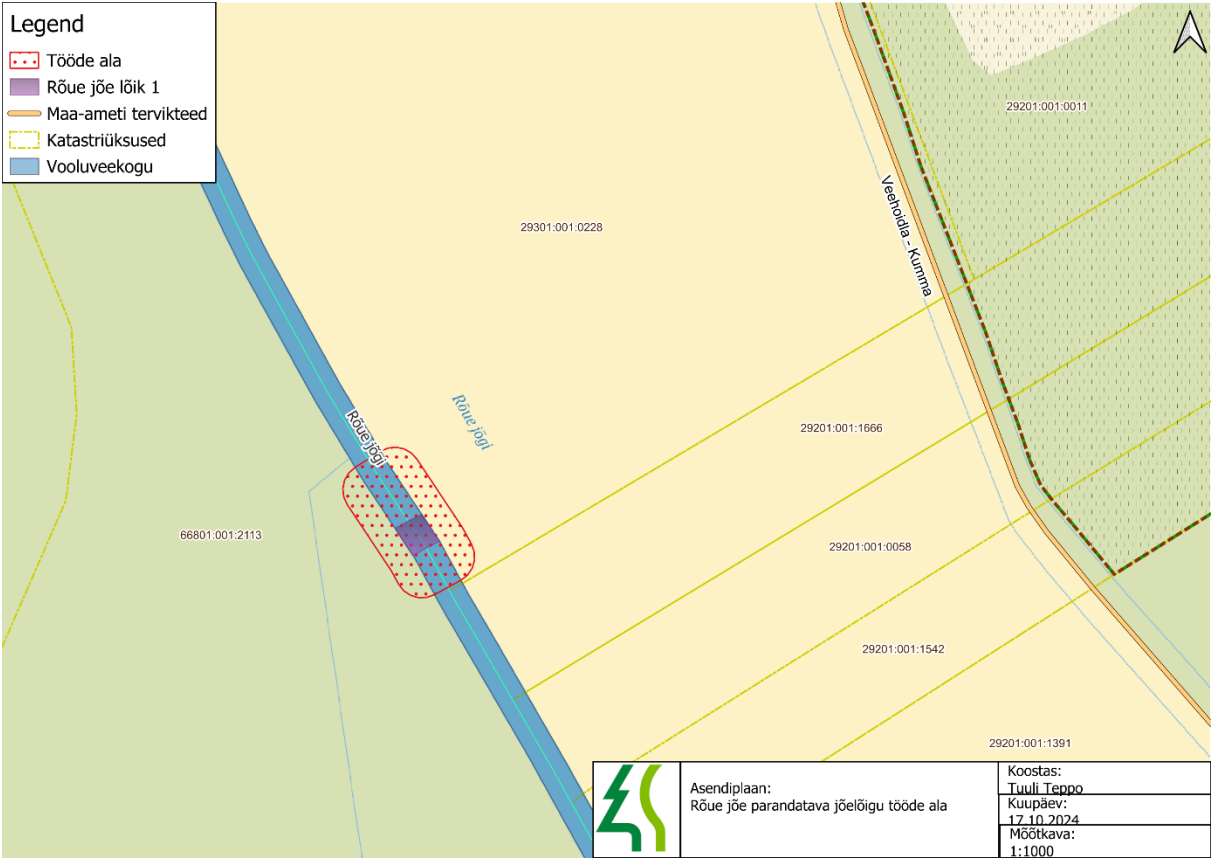 Legend
Tööde ala
Rõue jõe lõik 1
Maa-ameti tervikteed
Katastriüksused
Vooluveekogu
29201:001:0011
Veehoidla - Kumma
29301:001:0228
Rõue jõgi
Rõue jõgi
29201:001:1666
66801:001:2113
29201:001:0058
29201:001:1542
29201:001:1391
Asendiplaan:
Rõue jõe parandatava jõelõigu tööde ala
Koostas:
Tuuli Teppo
Kuupäev:
17.10.2024
Mõõtkava:
1:1000